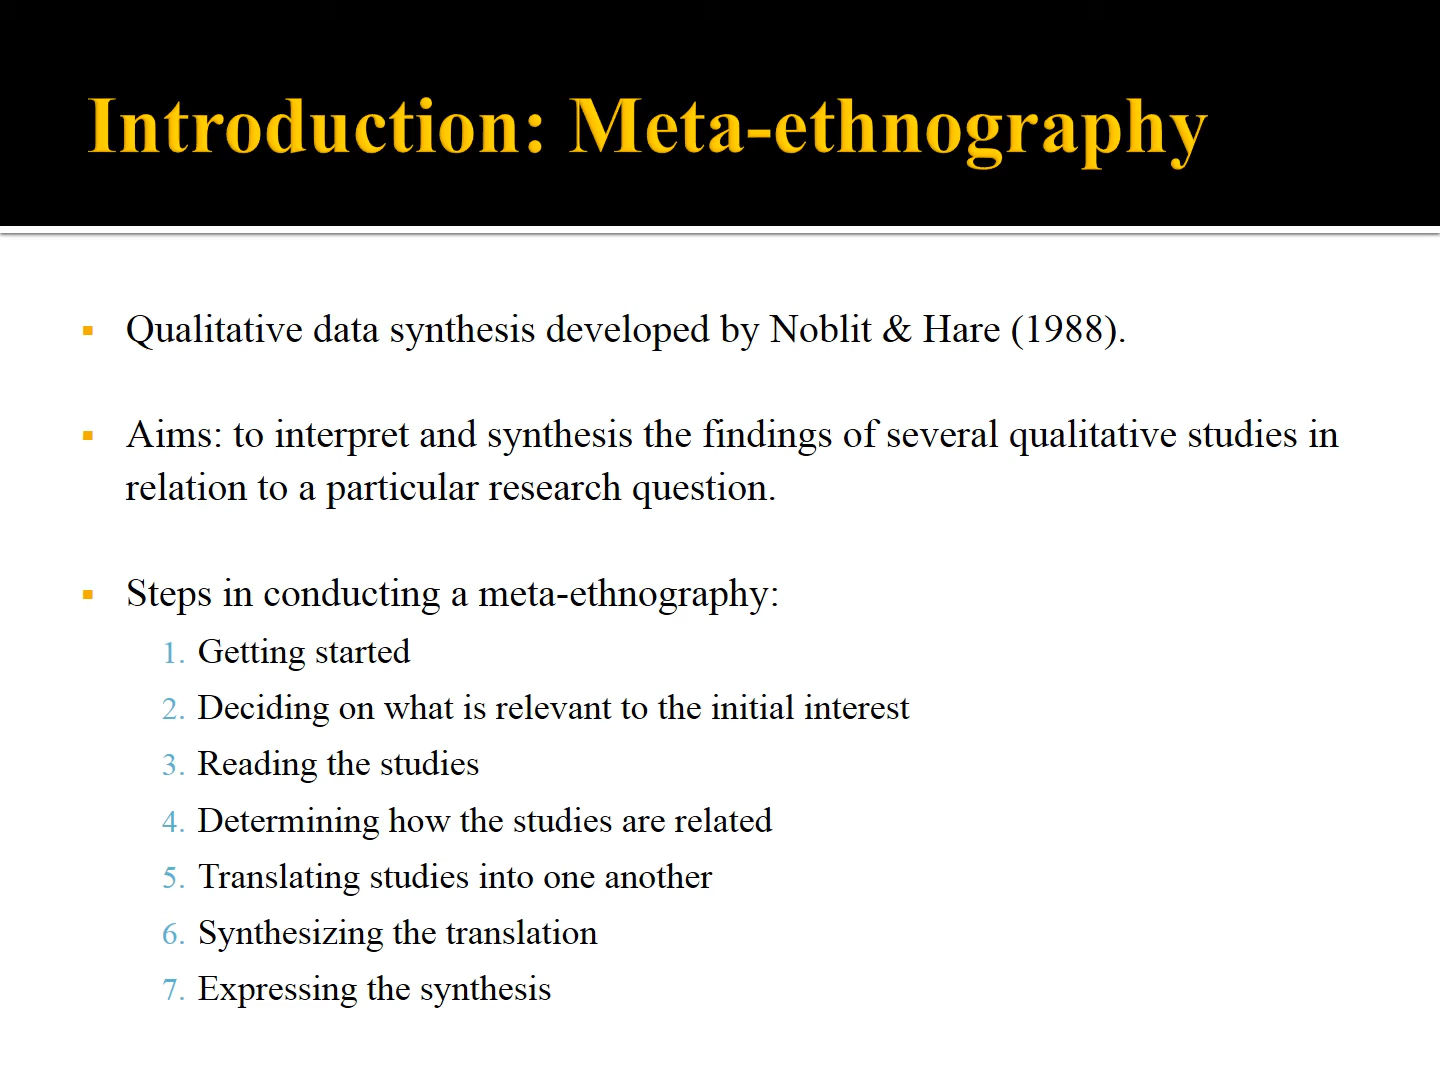 Introduction: Meta-ethnography
▪ Qualitative data synthesis developed by Noblit & Hare (1988).
▪ Aims: to interpret and synthesis the findings of several qualitative studies in
relation to a particular research question.
▪ Steps in conducting a meta-ethnography:
1. Getting started
2. Deciding on what is relevant to the initial interest
3. Reading the studies
4. Determining how the studies are related
5. Translating studies into one another
6. Synthesizing the translation
7. Expressing the synthesis